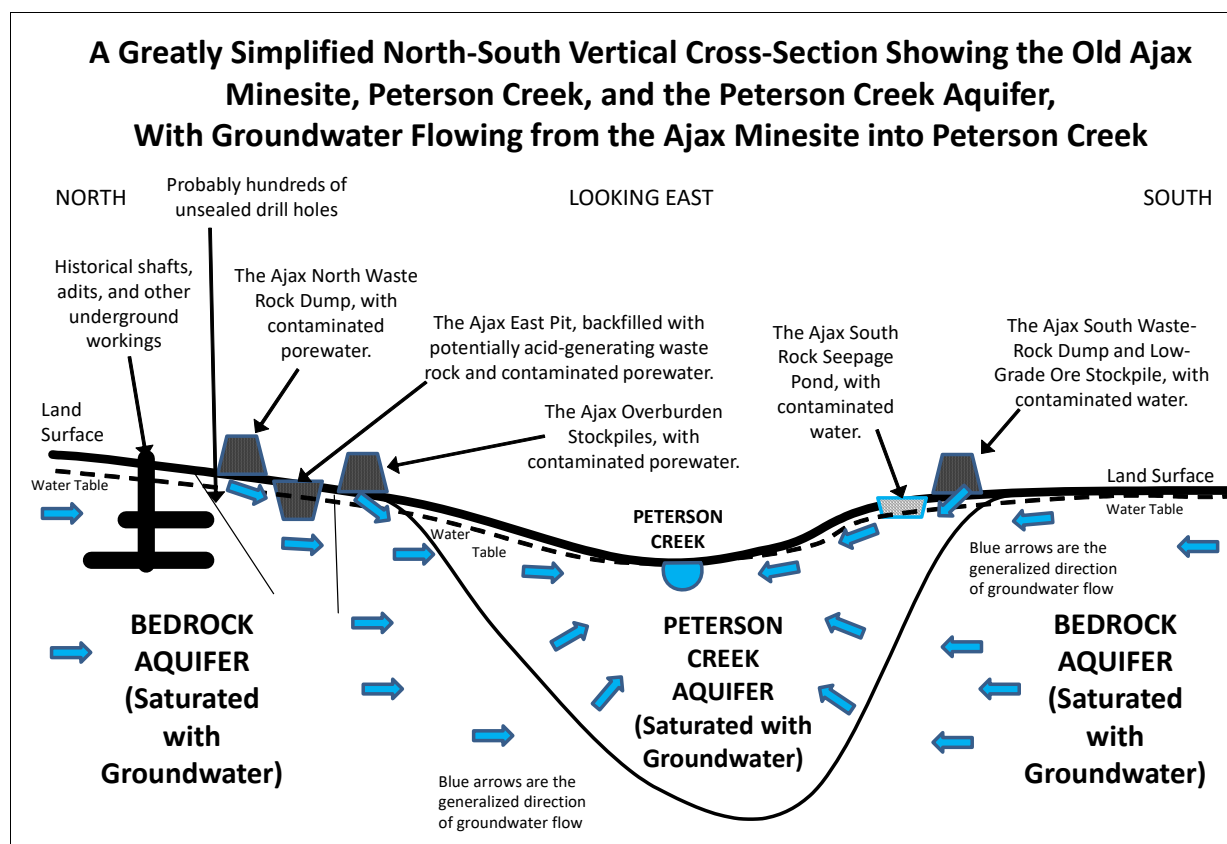 A Greatly Simplified North-South Vertical Cross-Section Showing the Old Ajax
Minesite, Peterson Creek, and the Peterson Creek Aquifer,
With Groundwater Flowing from the Ajax Minesite into Peterson Creek
NORTH
Probably hundreds of
unsealed drill holes
LOOKING EAST
SOUTH
Historical shafts,
adits, and other
underground
workings
The Ajax North Waste
Rock Dump, with
contaminated
porewater.
The Ajax East Pit, backfilled with
potentially acid-generating waste
rock and contaminated porewater.
The Ajax Overburden
Stockpiles, with
contaminated porewater.
The Ajax South
Rock Seepage
Pond, with
contaminated
water.
The Ajax South Waste-
Rock Dump and Low-
Grade Ore Stockpile, with
contaminated water.
Land
Surface
Water Table
Water
Table
PETERSON
CREEK
Land Surface
Water Table
Blue arrows are the
generalized direction
of groundwater flow
BEDROCK
AQUIFER
(Saturated
with
Groundwater)
PETERSON
CREEK
AQUIFER
(Saturated with
Groundwater)
BEDROCK
AQUIFER
(Saturated
with
Groundwater)
Blue arrows are the
generalized direction
of groundwater flow